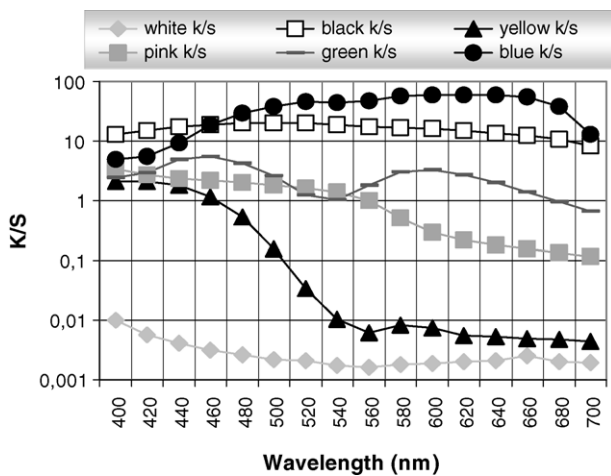 white k/s black k/s yellow k/s
pink k/s green k/s blue k/s
100
10
1
0,1
0,01
0,001
K/S
400 420 440 460 480 500 520 540 560 580 600 620 640 660 680 700
Wavelength (nm)